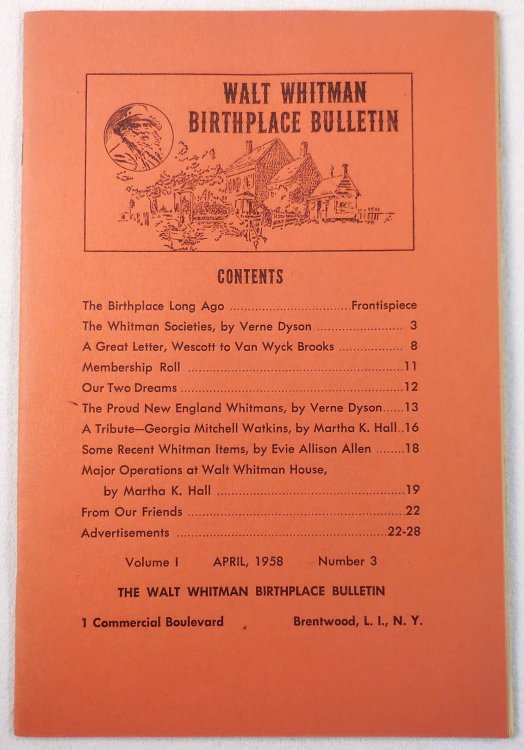 WALT WHITMAN
BIRTHPLACE BULLETIN
CONTENTS
The Birthplace Long Ago ..............................Frontispiece
The Whitman Societies, by Verne Dyson ..................... 3
A Great Letter, Wescott to Van Wyck Brooks ................ 8
Membership Roll .......................................................11
Our Two Dreams.......................................................12
The Proud New England Whitmans, by Verne Dyson.....13
A Tribute—Georgia Mitchell Watkins, by Martha K. Hall..16
Some Recent Whitman Items, by Evie Allison Allen .......18
Major Operations at Walt Whitman House,
by Martha K. Hall ..............................................19
From Our Friends .....................................................22
Advertisements .....................................................22-28
Volume I APRIL, 1958 Number 3
THE WALT WHITMAN BIRTHPLACE BULLETIN
1 Commercial Boulevard Brentwood, L. I., N. Y.